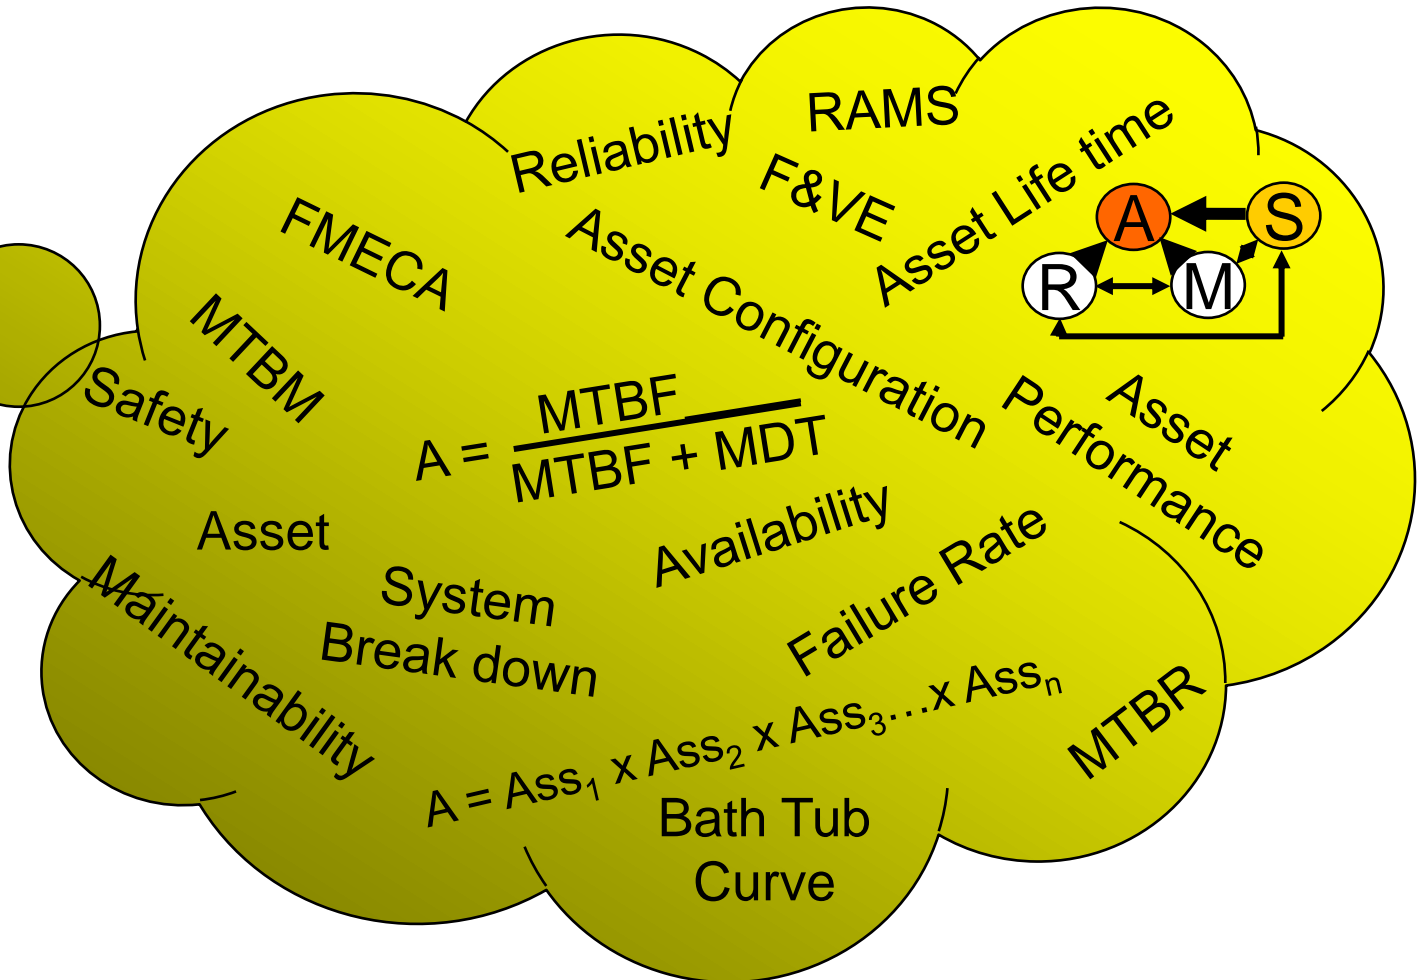 RAMS
Reliability
F&VE
Asset Life time
A
S
R
M
FMECA
Asset Configuration
MTBM
Safety
A = MTBF
MTBF + MDT
Asset
Performance
Asset
Availability
System
Break down
Failure Rate
Maintainability
A = Ass1 x Ass2 x Ass3…x Assn
MTBR
Bath Tub
Curve